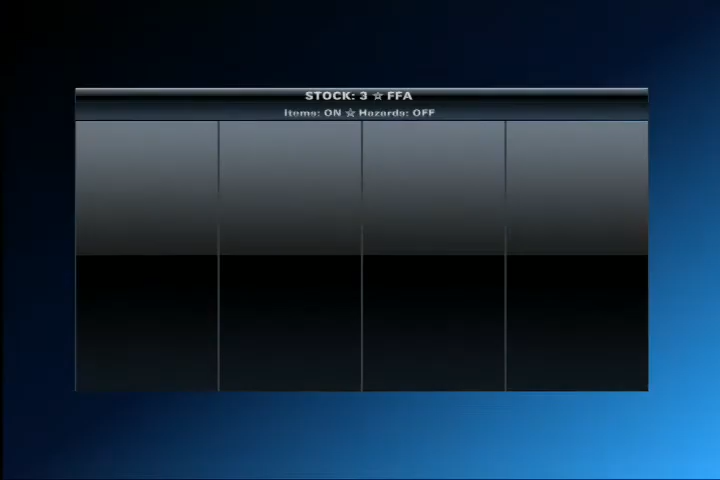 STOCK: 3 ☆ FFA
Items: ON ☆ Hazards: OFF